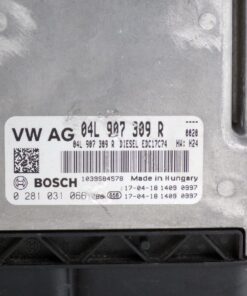 VW AG 04L 907 309 R
04L 907 309 R DIESEL EDC17C74 HW: H24
0020
BOSCH
1039S84578 Made in Hungary
17-04-18 1409 0997
0 281 031 066
17-04-18 1409 0997